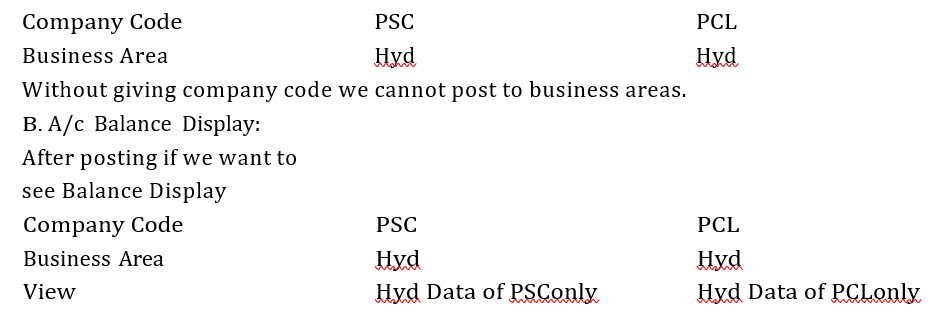 Company Code PSC PCL
Business Area Hyd Hyd
Without giving company code we cannot post to business areas.
B. A/c Balance Display:
After posting if we want to
see Balance Display
Company Code PSC PCL
Business Area Hyd Hyd
View Hyd Data of PSConly Hyd Data of PCLonly